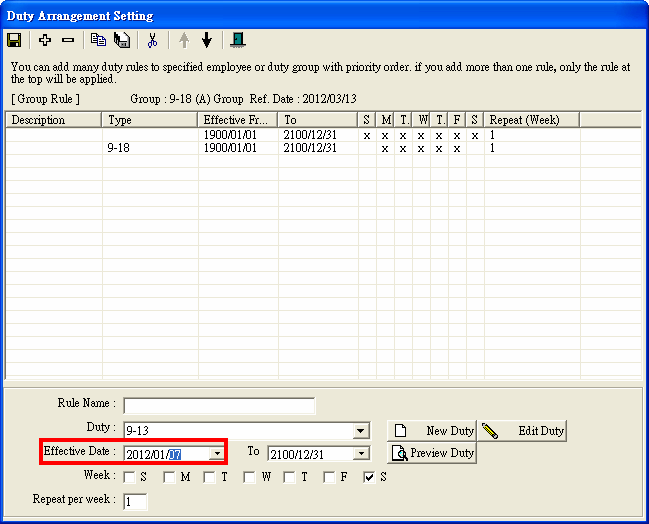 Duty Arrangement Setting
You can add many duty rules to specified employee or duty group with priority order. if you add more than one rule, only the rule at
the top will be applied.
[ Group Rule ] Group : 9-18 (A) Group Ref. Date : 2012/03/13
Description Type Effective Fr... To S M T. W T. F S Repeat (Week)
1900/01/01 2100/12/31 x x x x x x x 1
9-18 1900/01/01 2100/12/31 x x x x x 1
Rule Name :
Duty : 9-13 New Duty Edit Duty
Effective Date : 2012/01/07 To 2100/12/31 Preview Duty
Week : S M T W T F S
Repeat per week : 1